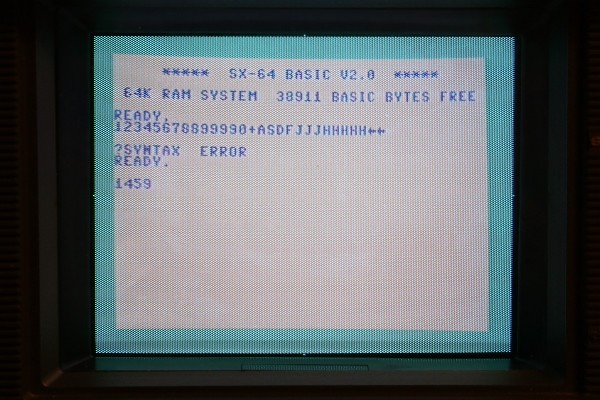 ***** SX-64 BASIC V2.0 *****
64K RAM SYSTEM 38911 BASIC BYTES FREE
READY.
12345678899990+ASDFJJJHHHHH←←
?SYNTAX ERROR
READY.
1459